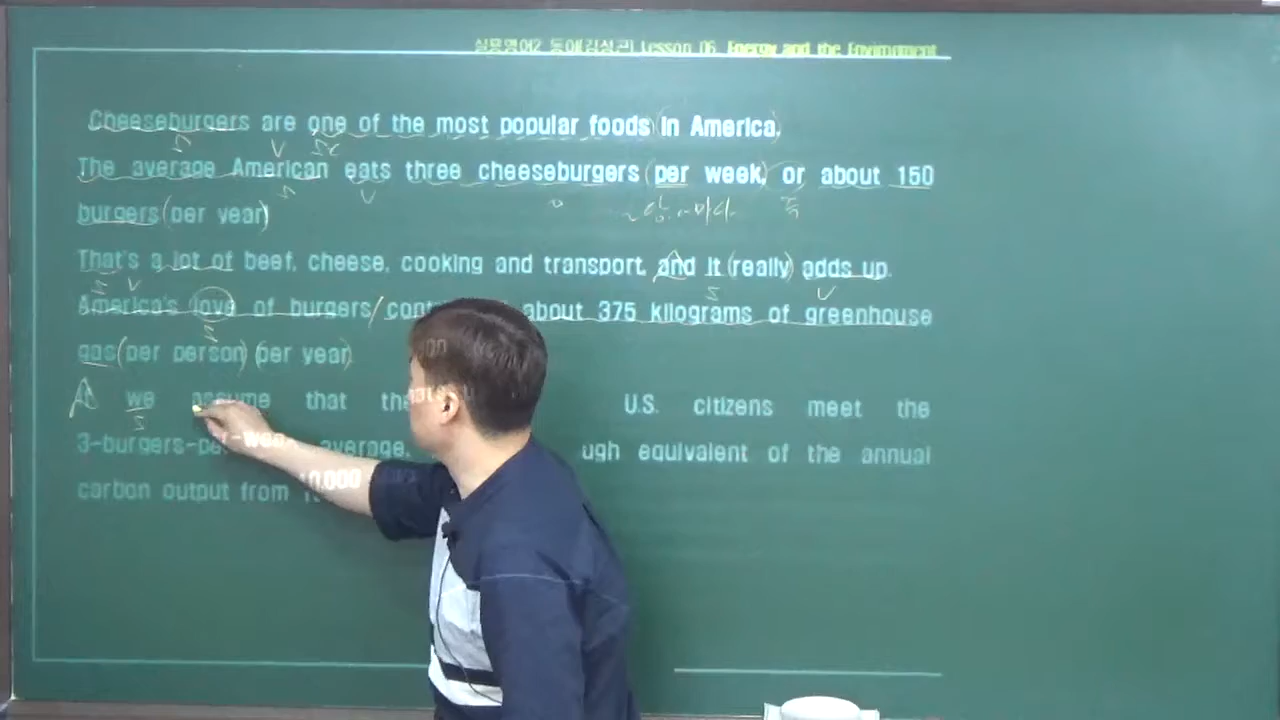 실용영어2 동아(김성곤) Lesson 06. Energy and the Environment
Cheeseburgers are one of the most popular foods in America.
The average American eats three cheeseburgers per week, or about 150
burgers per year
That's a lot of beef, cheese, cooking and transport, and it really adds up.
America's love of burgers about 375 kilograms of greenhouse
gas per person per year
we assume that the U.S. citizens meet the
3-burgers-per-week average, equivalent of the annual
carbon output from